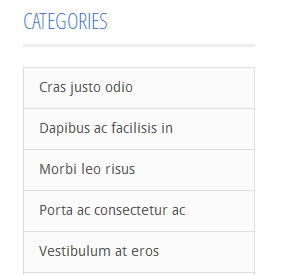 CATEGORIES
Cras justo odio
Dapibus ac facilisis in
Morbi leo risus
Porta ac consectetur ac
Vestibulum at eros